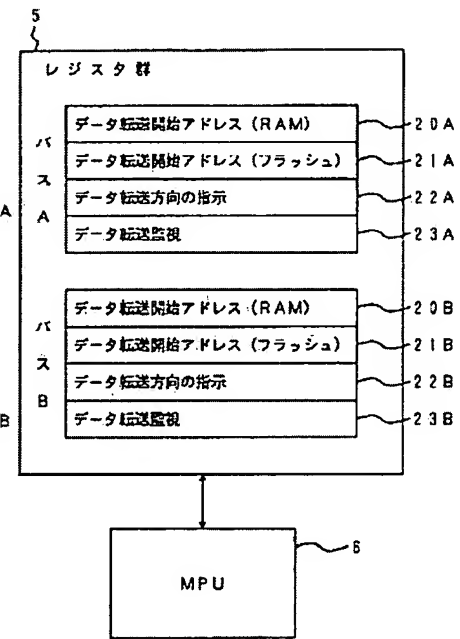 5
レジスタ群
バスA
データ転送開始アドレス（RAM） 20A
データ転送開始アドレス（フラッシュ） 21A
データ転送方向の指示 22A
データ転送監視 23A
A
バスB
データ転送開始アドレス（RAM） 20B
データ転送開始アドレス（フラッシュ） 21B
データ転送方向の指示 22B
データ転送監視 23B
B
MPU 6